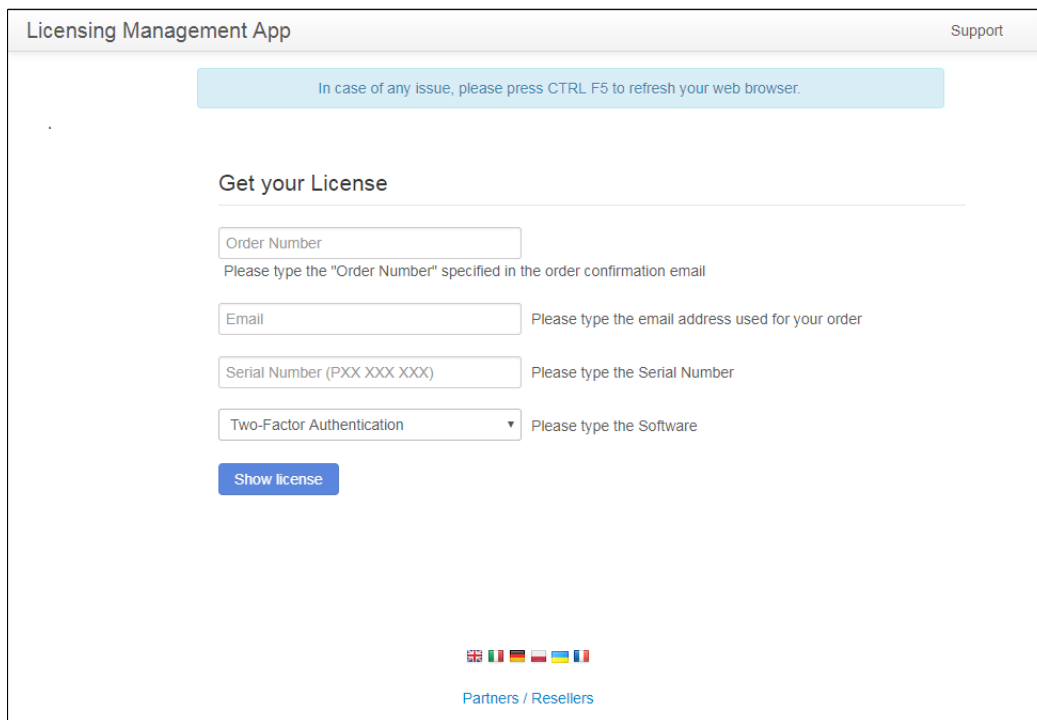 Licensing Management App
Support
In case of any issue, please press CTRL F5 to refresh your web browser.
.
Get your License
Order Number
Please type the "Order Number" specified in the order confirmation email
Email
Please type the email address used for your order
Serial Number (PXX XXX XXX)
Please type the Serial Number
Two-Factor Authentication
Please type the Software
Show license
Partners / Resellers